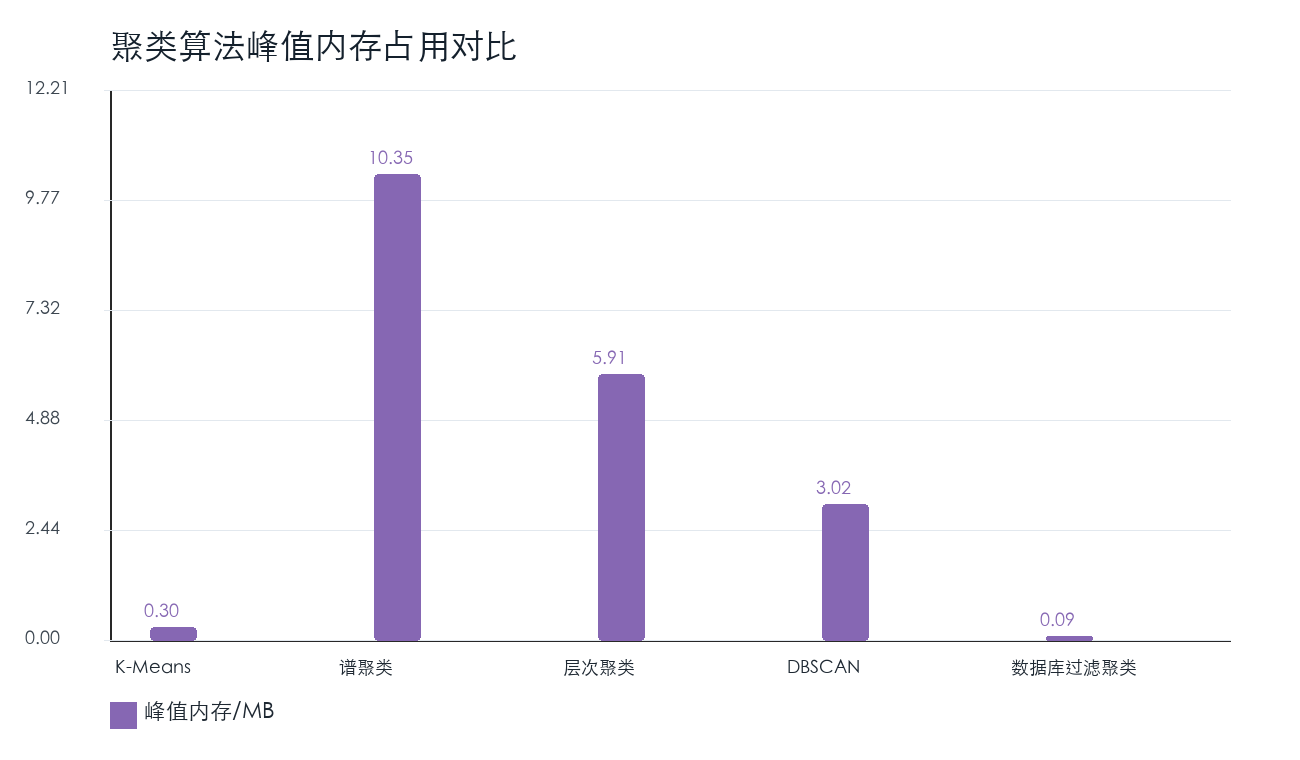 聚类算法峰值内存占用对比
12.21
10.35
9.77
7.32
5.91
4.88
3.02
2.44
0.30
0.09
0.00
K-Means
谱聚类
层次聚类
DBSCAN
数据库过滤聚类
峰值内存/MB